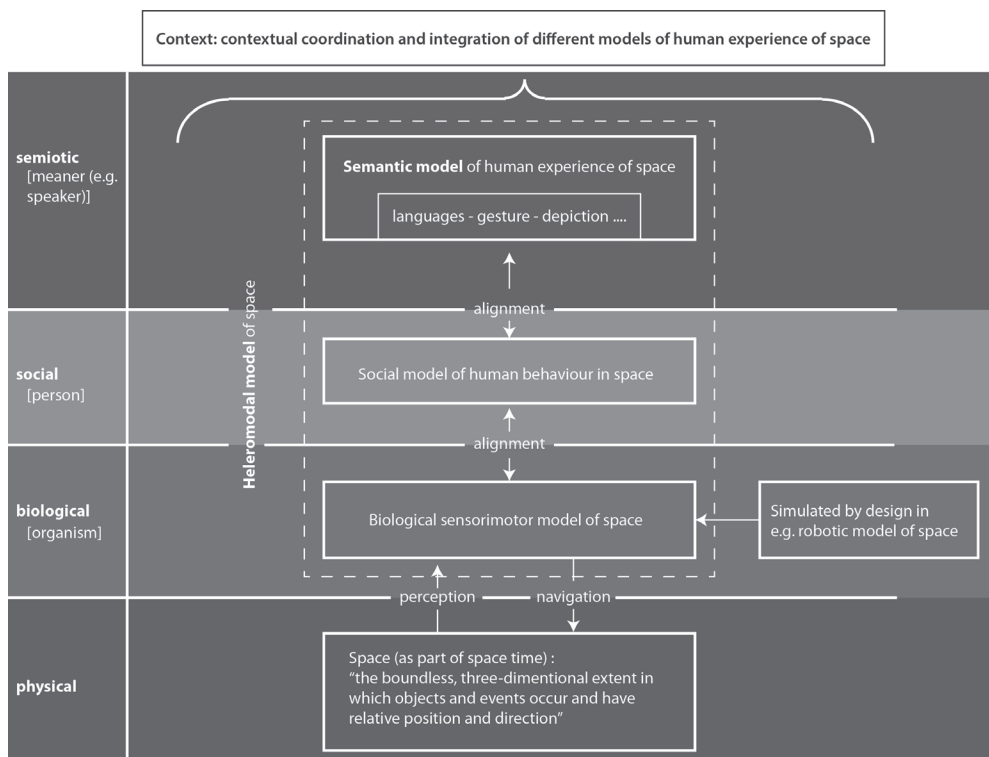 Context: contextual coordination and integration of different models of human experience of space
semiotic
[meaner (e.g.
speaker)]
Semantic model of human experience of space
languages - gesture - depiction ....
alignment
Heleromodal model of space
social
[person]
Social model of human behaviour in space
alignment
biological
[organism]
Biological sensorimotor model of space
Simulated by design in
e.g. robotic model of space
perception
navigation
physical
Space (as part of space time) :
“the boundless, three-dimentional extent in
which objects and events occur and have
relative position and direction”